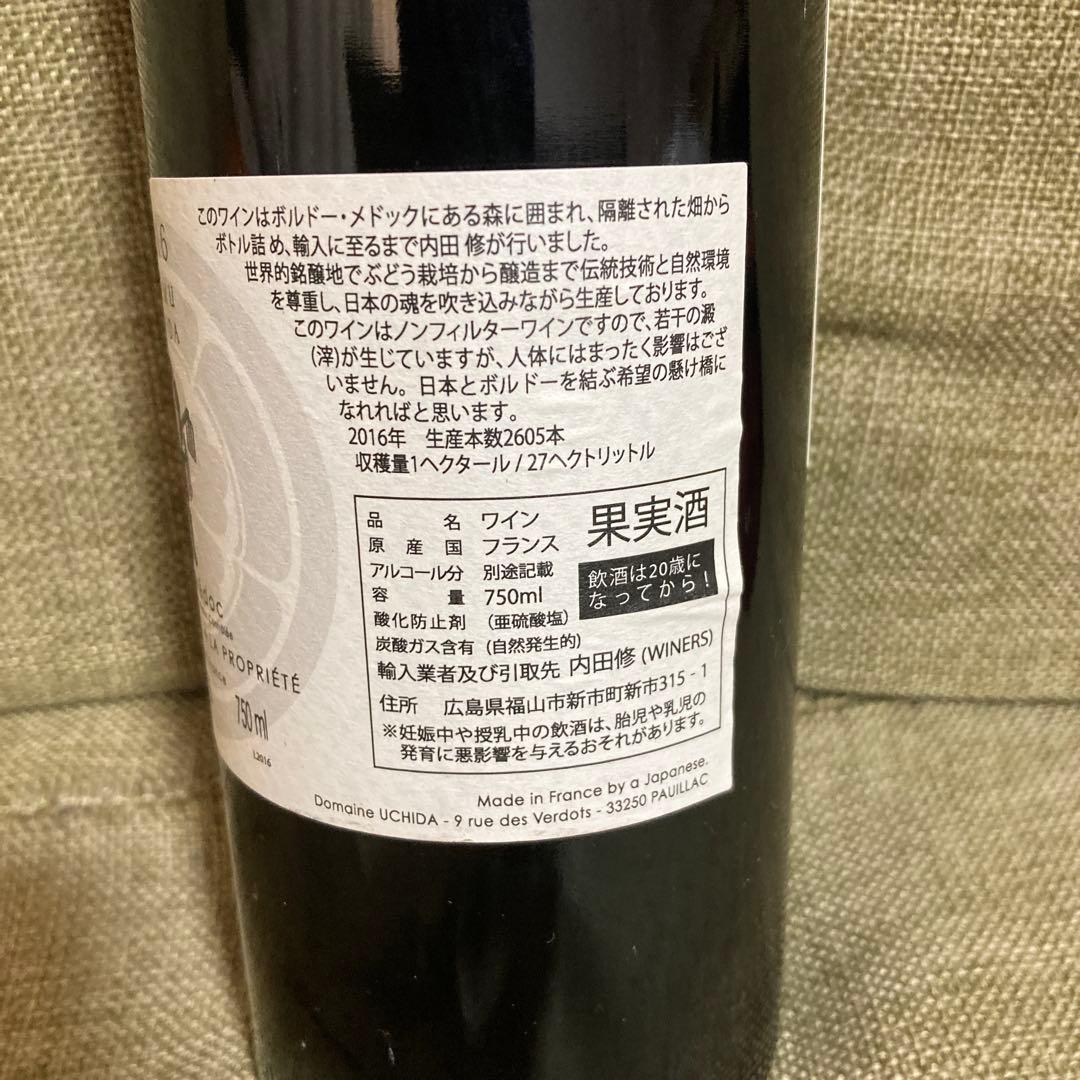 このワインはボルドー・メドックにある森に囲まれ、隔離された畑から
ボトル詰め、輸入に至るまで内田 修が行いました。
世界的銘醸地でぶどう栽培から醸造まで伝統技術と自然環境
を尊重し、日本の魂を吹き込みながら生産しております。
このワインはノンフィルターワインですので、若干の澱
(滓)が生じていますが、人体にはまったく影響はござ
いません。日本とボルドーを結ぶ希望の懸け橋に
なれればと思います。
2016年 生産本数2605本
収穫量1ヘクタール / 27ヘクトリットル
品名 ワイン
原産国 フランス
果実酒
アルコール分 別途記載
容量 750ml
飲酒は20歳に
なってから!
酸化防止剤 (亜硫酸塩)
炭酸ガス含有 (自然発生的)
輸入業者及び引取先 内田修 (WINERS)
住所 広島県福山市新市町新市315-1
※妊娠中や授乳中の飲酒は、胎児や乳児の
発育に悪影響を与えるおそれがあります。
Made in France by a Japanese.
Domaine UCHIDA - 9 rue des Verdots - 33250 PAUILLAC
6
LA PROPRIÉTÉ
750 ml
L2016